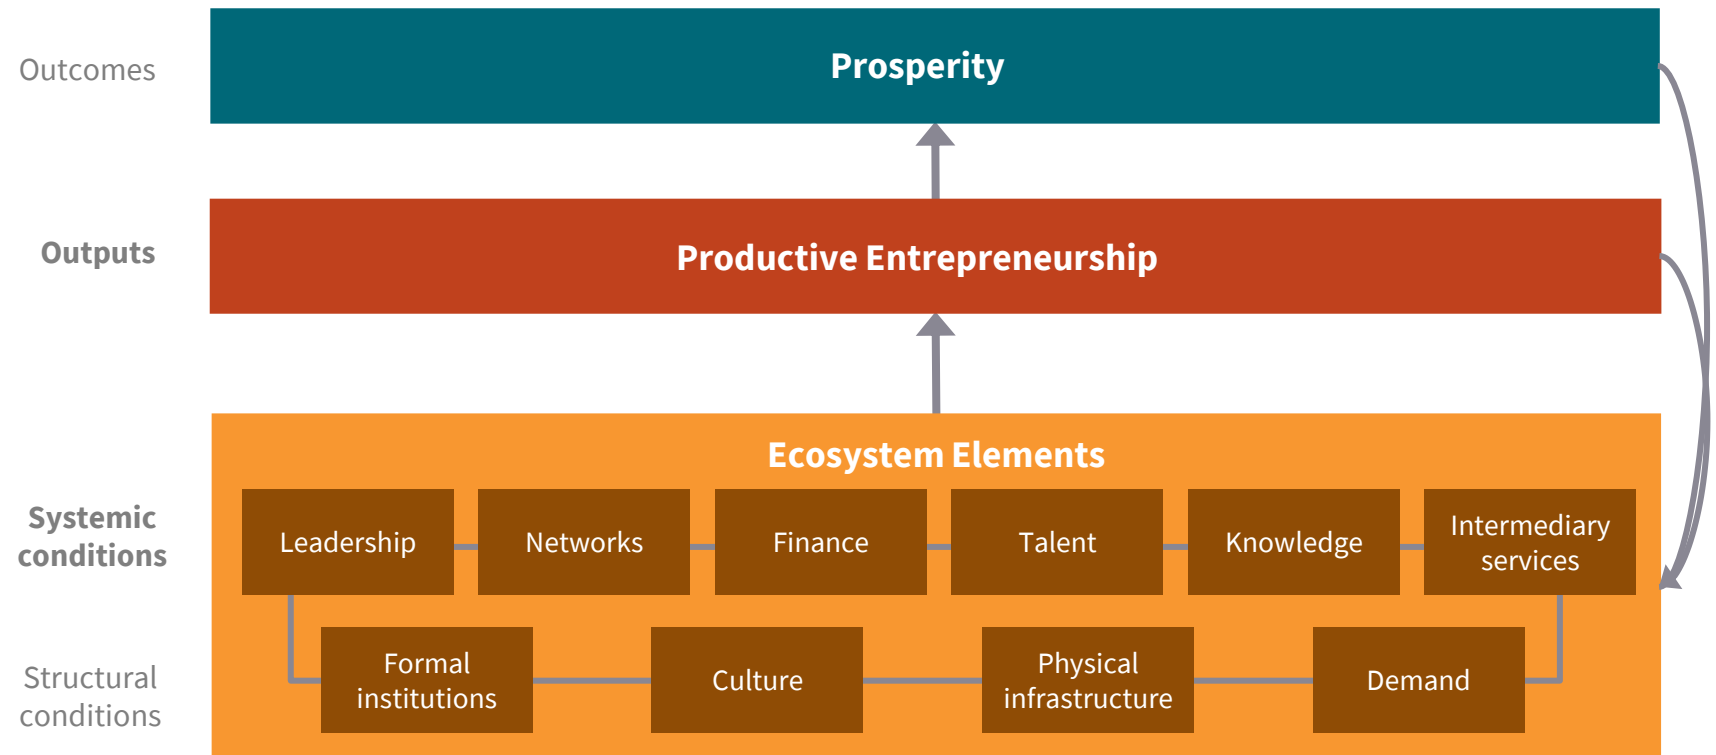 Outcomes
Prosperity
Outputs
Productive Entrepreneurship
Ecosystem Elements
Systemic
conditions
Leadership
Networks
Finance
Talent
Knowledge
Intermediary
services
Structural
conditions
Formal
institutions
Culture
Physical
infrastructure
Demand